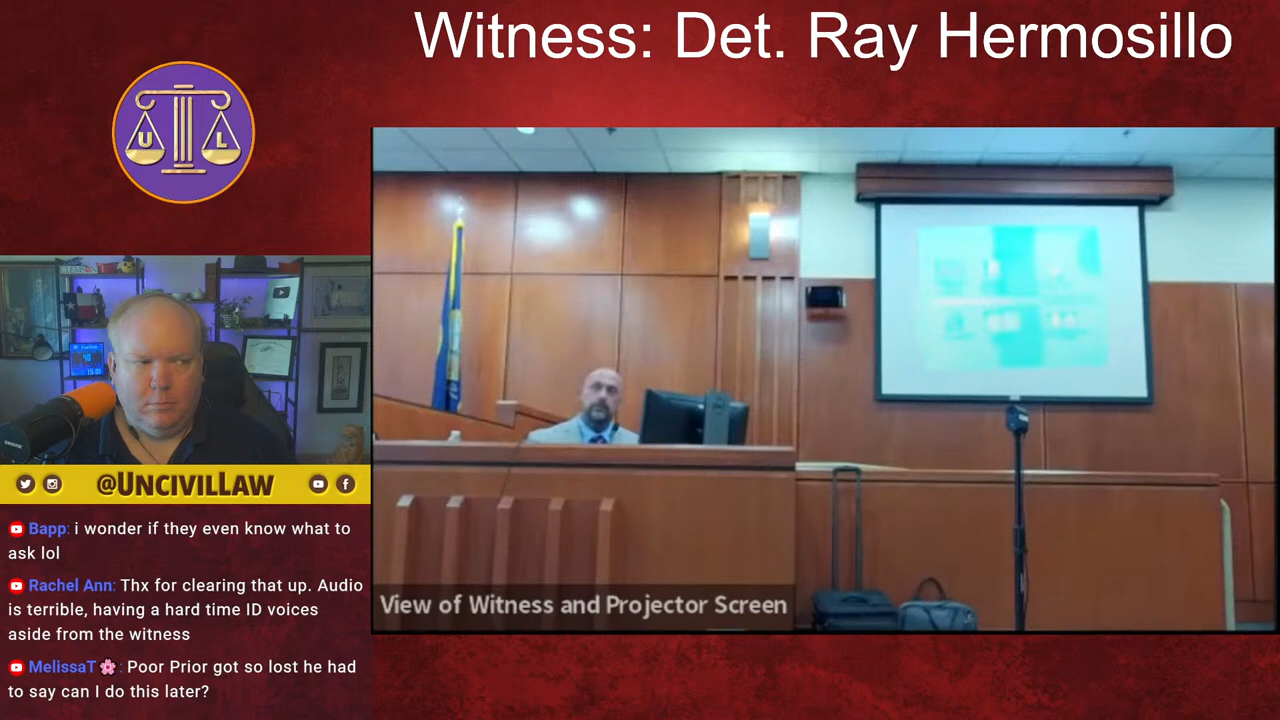 Witness: Det. Ray Hermosillo
U L
@UNCIVILLAW
Bapp: i wonder if they even know what to
ask lol
Rachel Ann: Thx for clearing that up. Audio
is terrible, having a hard time ID voices
aside from the witness
MelissaT🌸: Poor Prior got so lost he had
to say can I do this later?
View of Witness and Projector Screen